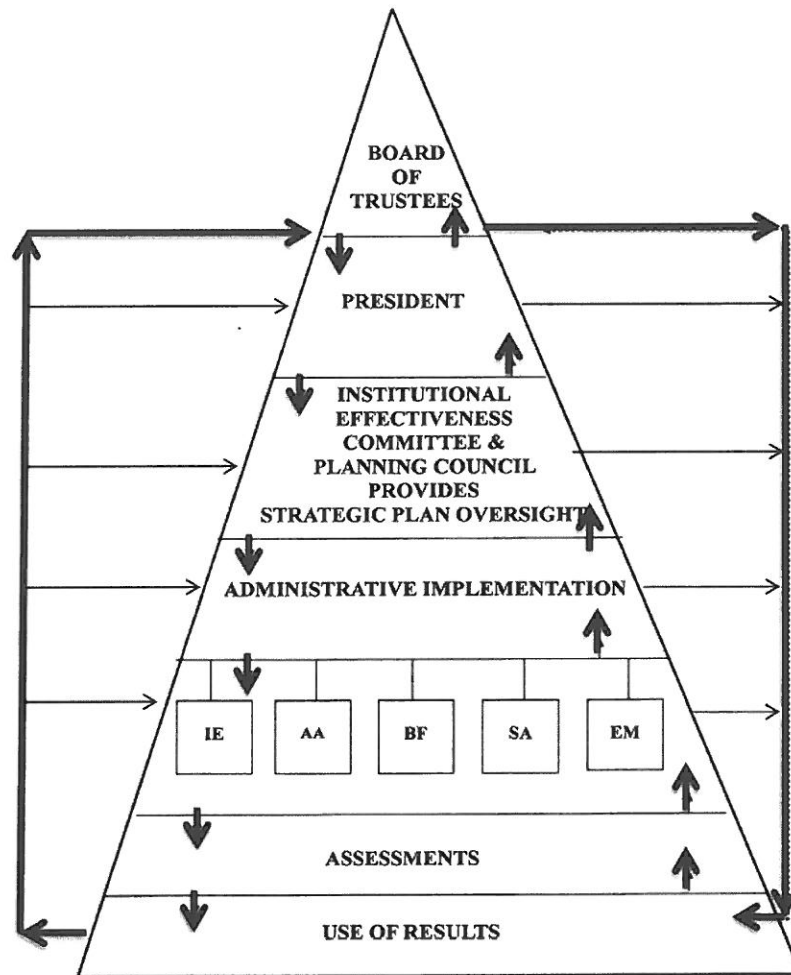 BOARD
OF
TRUSTEES
PRESIDENT
INSTITUTIONAL
EFFECTIVENESS
COMMITTEE &
PLANNING COUNCIL
PROVIDES
STRATEGIC PLAN OVERSIGHT
ADMINISTRATIVE IMPLEMENTATION
IE AA BF SA EM
ASSESSMENTS
USE OF RESULTS